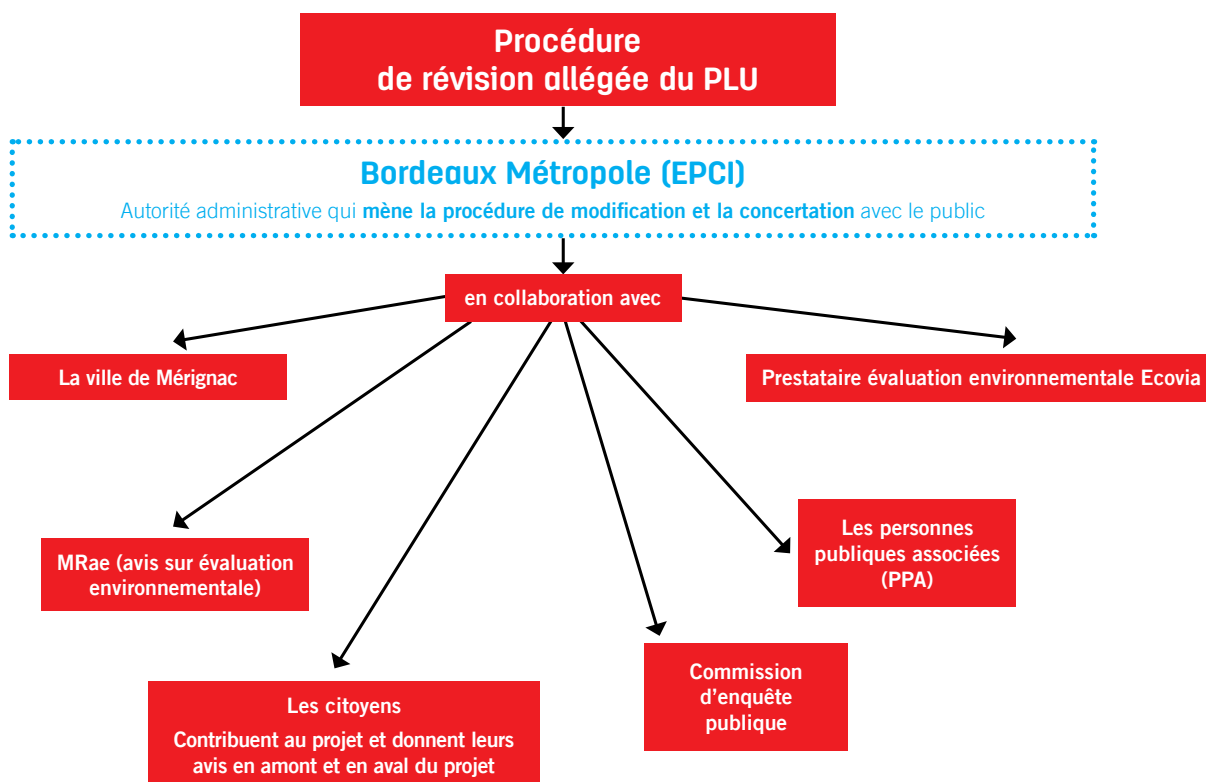 Procédure
de révision allégée du PLU
Bordeaux Métropole (EPCI)
Autorité administrative qui mène la procédure de modification et la concertation avec le public
en collaboration avec
La ville de Mérignac
Prestataire évaluation environnementale Ecovia
MRae (avis sur évaluation
environnementale)
Les personnes
publiques associées
(PPA)
Les citoyens
Contribuent au projet et donnent leurs
avis en amont et en aval du projet
Commission
d'enquête
publique